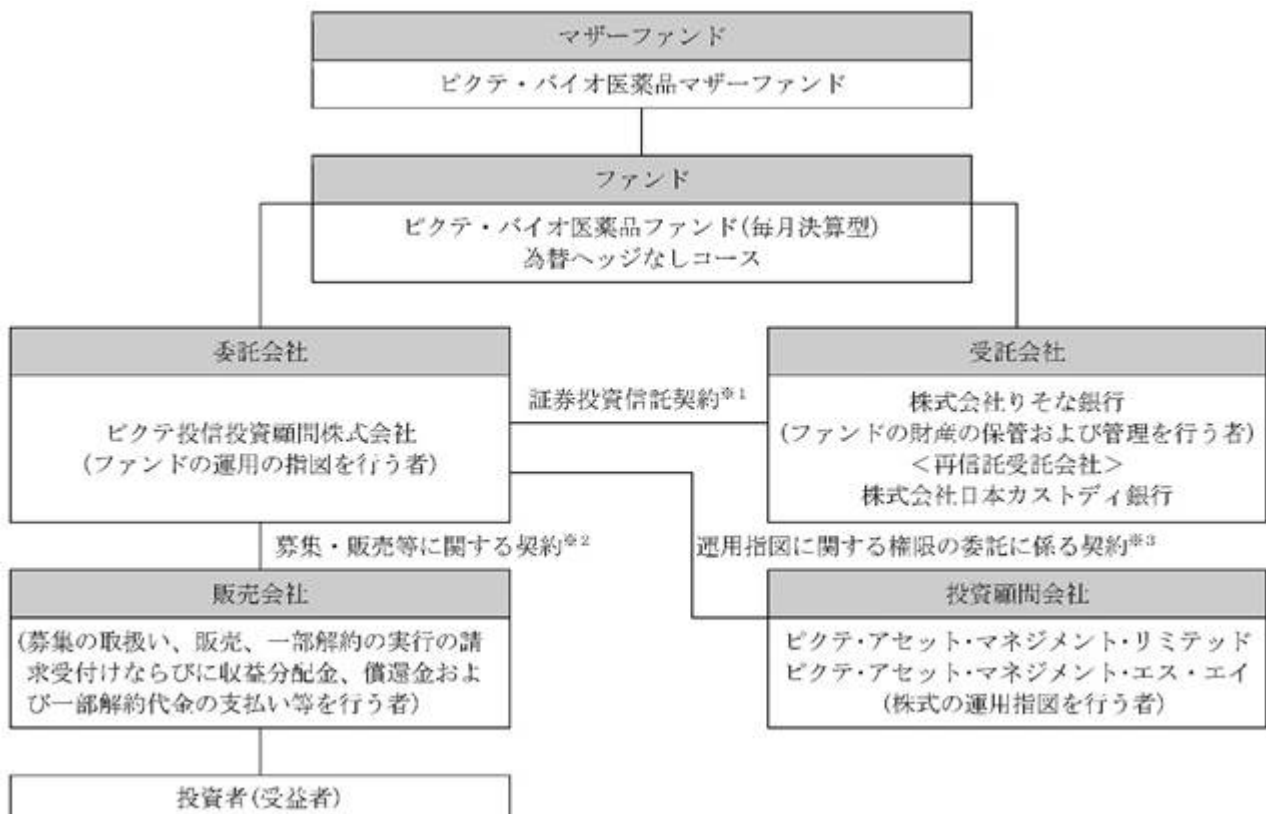 マザーファンド
ピクテ・バイオ医薬品マザーファンド
ファンド
ピクテ・バイオ医薬品ファンド(毎月決算型)
為替ヘッジなしコース
委託会社
ピクテ投信投資顧問株式会社
(ファンドの運用の指図を行う者)
証券投資信託契約※1
受託会社
株式会社りそな銀行
(ファンドの財産の保管および管理を行う者)
<再信託受託会社>
株式会社日本カストディ銀行
募集・販売等に関する契約※2
運用指図に関する権限の委託に係る契約※3
販売会社
(募集の取扱い、販売、一部解約の実行の請
求受付けならびに収益分配金、償還金およ
び一部解約代金の支払い等を行う者)
投資顧問会社
ピクテ・アセット・マネジメント・リミテッド
ピクテ・アセット・マネジメント・エス・エイ
(株式の運用指図を行う者)
投資者(受益者)